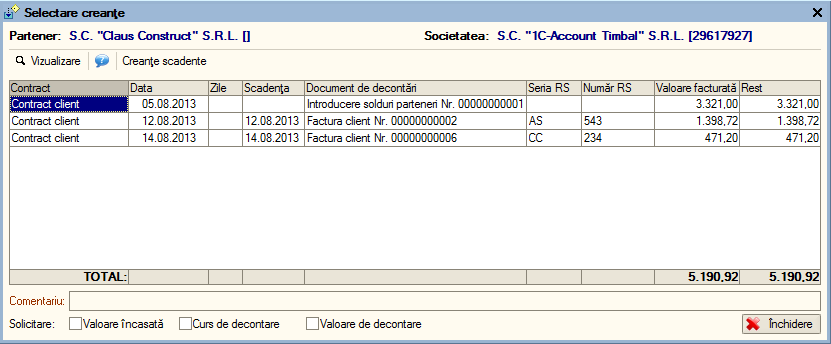 Selectare creanţe
Partener: S.C. "Claus Construct" S.R.L. [] Societatea: S.C. "1C-Account Timbal" S.R.L. [29617927]
Vizualizare Creanţe scadente
Contract Data Zile Scadenţa Document de decontări Seria RS Număr RS Valoare facturată Rest
Contract client 05.08.2013 Introducere solduri parteneri Nr. 00000000001 3.321,00 3.321,00
Contract client 12.08.2013 12.08.2013 Factura client Nr. 00000000002 AS 543 1.398,72 1.398,72
Contract client 14.08.2013 14.08.2013 Factura client Nr. 00000000006 CC 234 471,20 471,20
TOTAL: 5.190,92 5.190,92
Comentariu:
Solicitare: Valoare încasată Curs de decontare Valoare de decontare Închidere